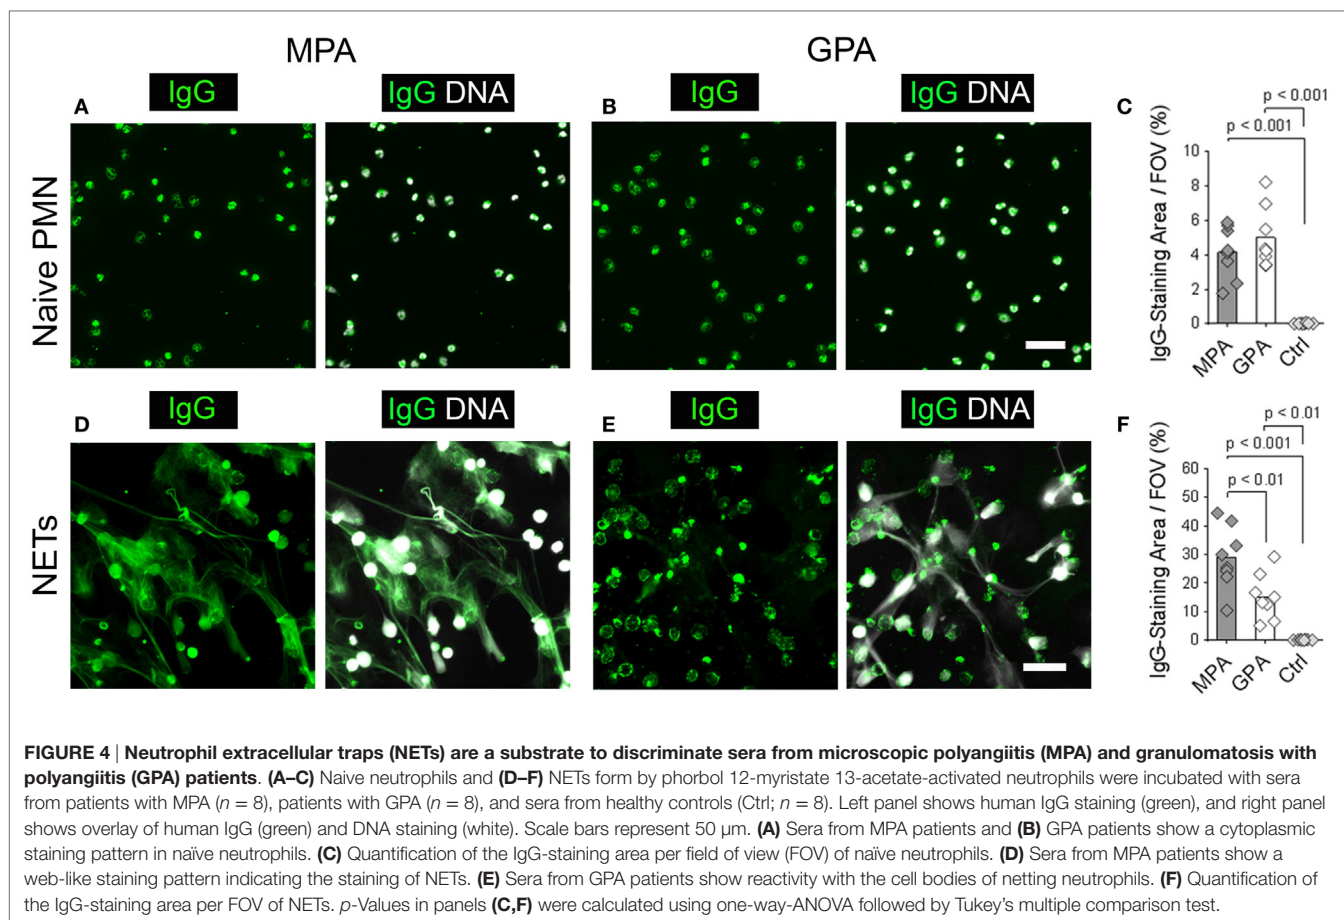 MPA
GPA
A
IgG
IgG DNA
B
IgG
IgG DNA
C
Naive PMN
p < 0.001
p < 0.001
IgG-Staining Area / FOV (%)
10
8
6
4
2
0
MPA
GPA
Ctrl
D
IgG
IgG DNA
E
IgG
IgG DNA
F
NETs
p < 0.01
p < 0.001
p < 0.01
IgG-Staining Area / FOV (%)
60
50
40
30
20
10
0
MPA
GPA
Ctrl
FIGURE 4 | Neutrophil extracellular traps (NETs) are a substrate to discriminate sera from microscopic polyangiitis (MPA) and granulomatosis with
polyangiitis (GPA) patients. (A–C) Naive neutrophils and (D–F) NETs form by phorbol 12-myristate 13-acetate-activated neutrophils were incubated with sera
from patients with MPA (n = 8), patients with GPA (n = 8), and sera from healthy controls (Ctrl; n = 8). Left panel shows human IgG staining (green), and right panel
shows overlay of human IgG (green) and DNA staining (white). Scale bars represent 50 μm. (A) Sera from MPA patients and (B) GPA patients show a cytoplasmic
staining pattern in naïve neutrophils. (C) Quantification of the IgG-staining area per field of view (FOV) of naïve neutrophils. (D) Sera from MPA patients show a
web-like staining pattern indicating the staining of NETs. (E) Sera from GPA patients show reactivity with the cell bodies of netting neutrophils. (F) Quantification of
the IgG-staining area per FOV of NETs. p-Values in panels (C,F) were calculated using one-way-ANOVA followed by Tukey's multiple comparison test.